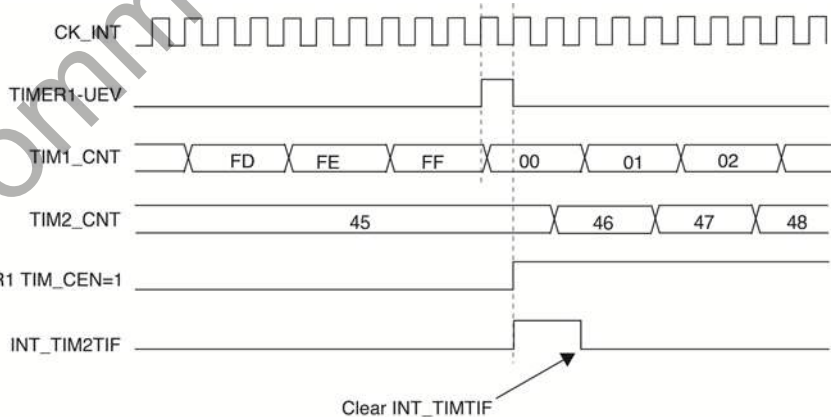 CK_INT
TIMER1-UEV
TIM1_CNT FD FE FF 00 01 02
TIM2_CNT 45 46 47 48
R1 TIM_CEN=1
INT_TIM2TIF
Clear INT_TIMTIF
omm